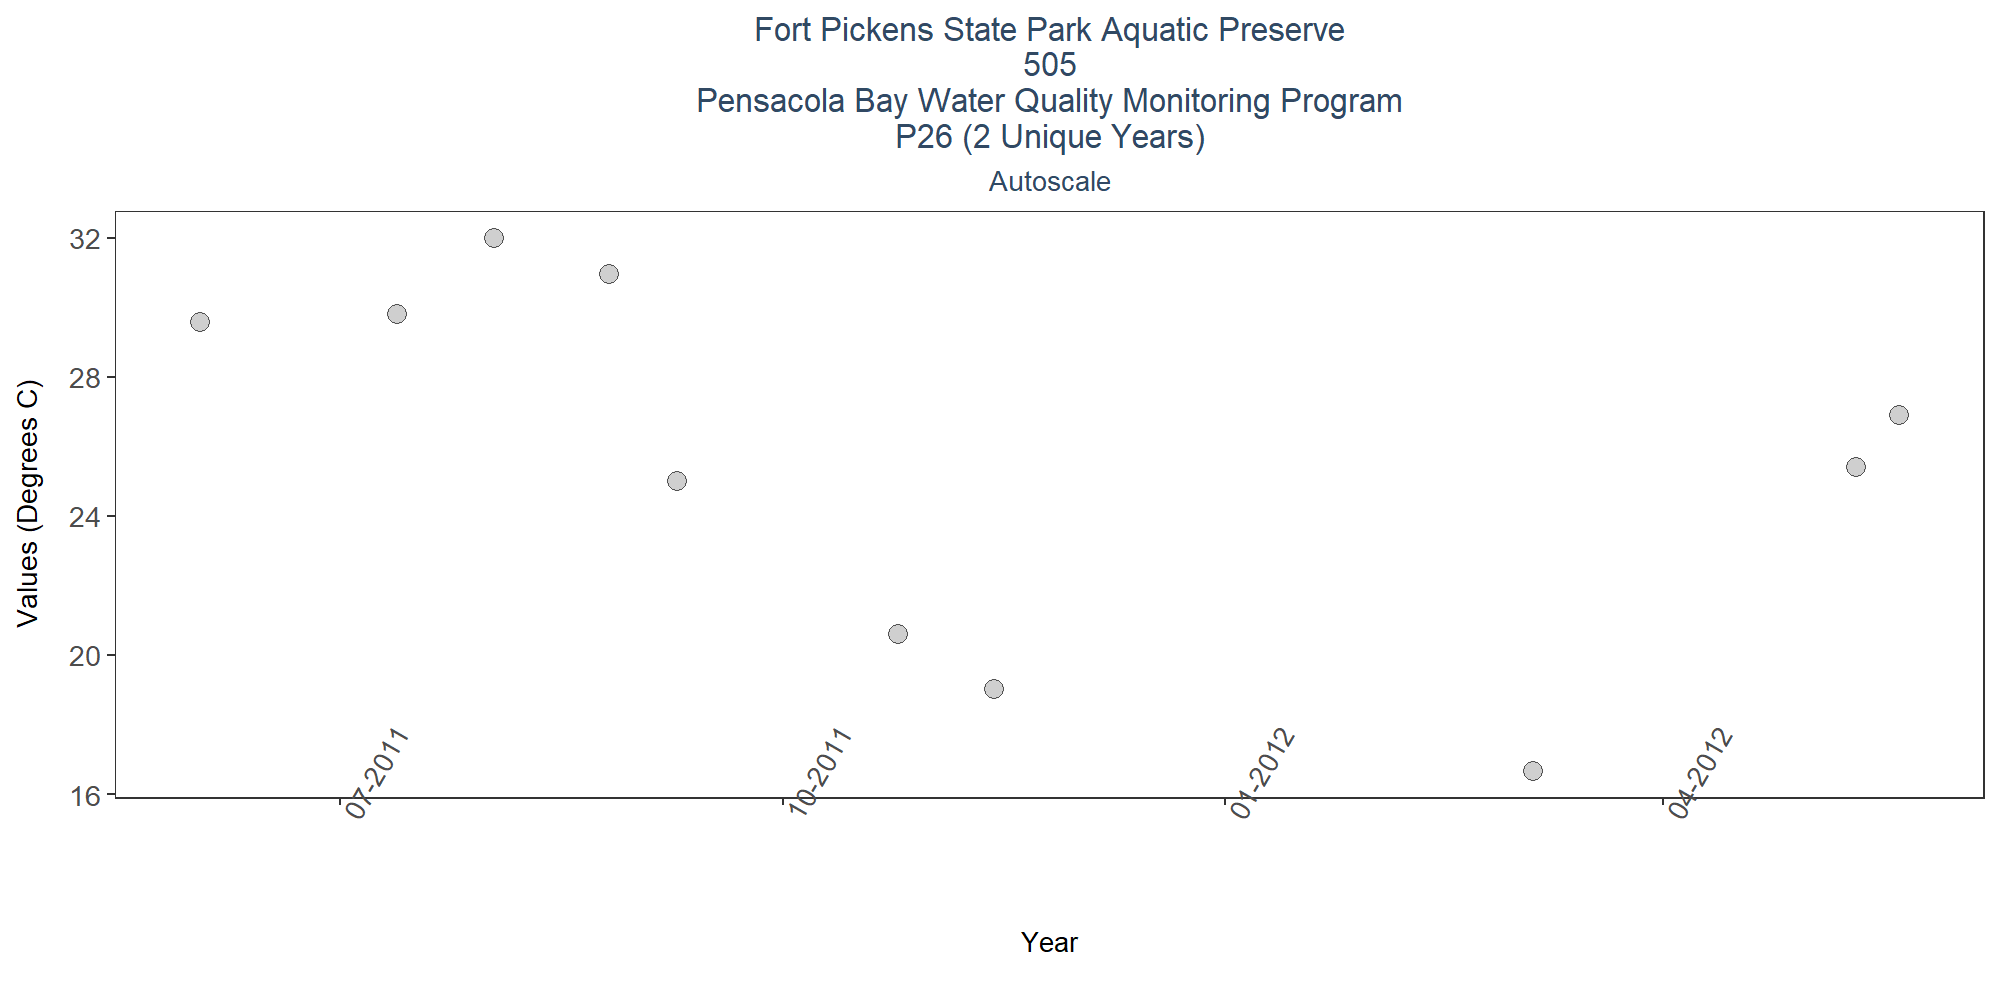 Fort Pickens State Park Aquatic Preserve
505
Pensacola Bay Water Quality Monitoring Program
P26 (2 Unique Years)
Autoscale
32
28
24
20
16
Values (Degrees C)
07-2011
10-2011
01-2012
04-2012
Year